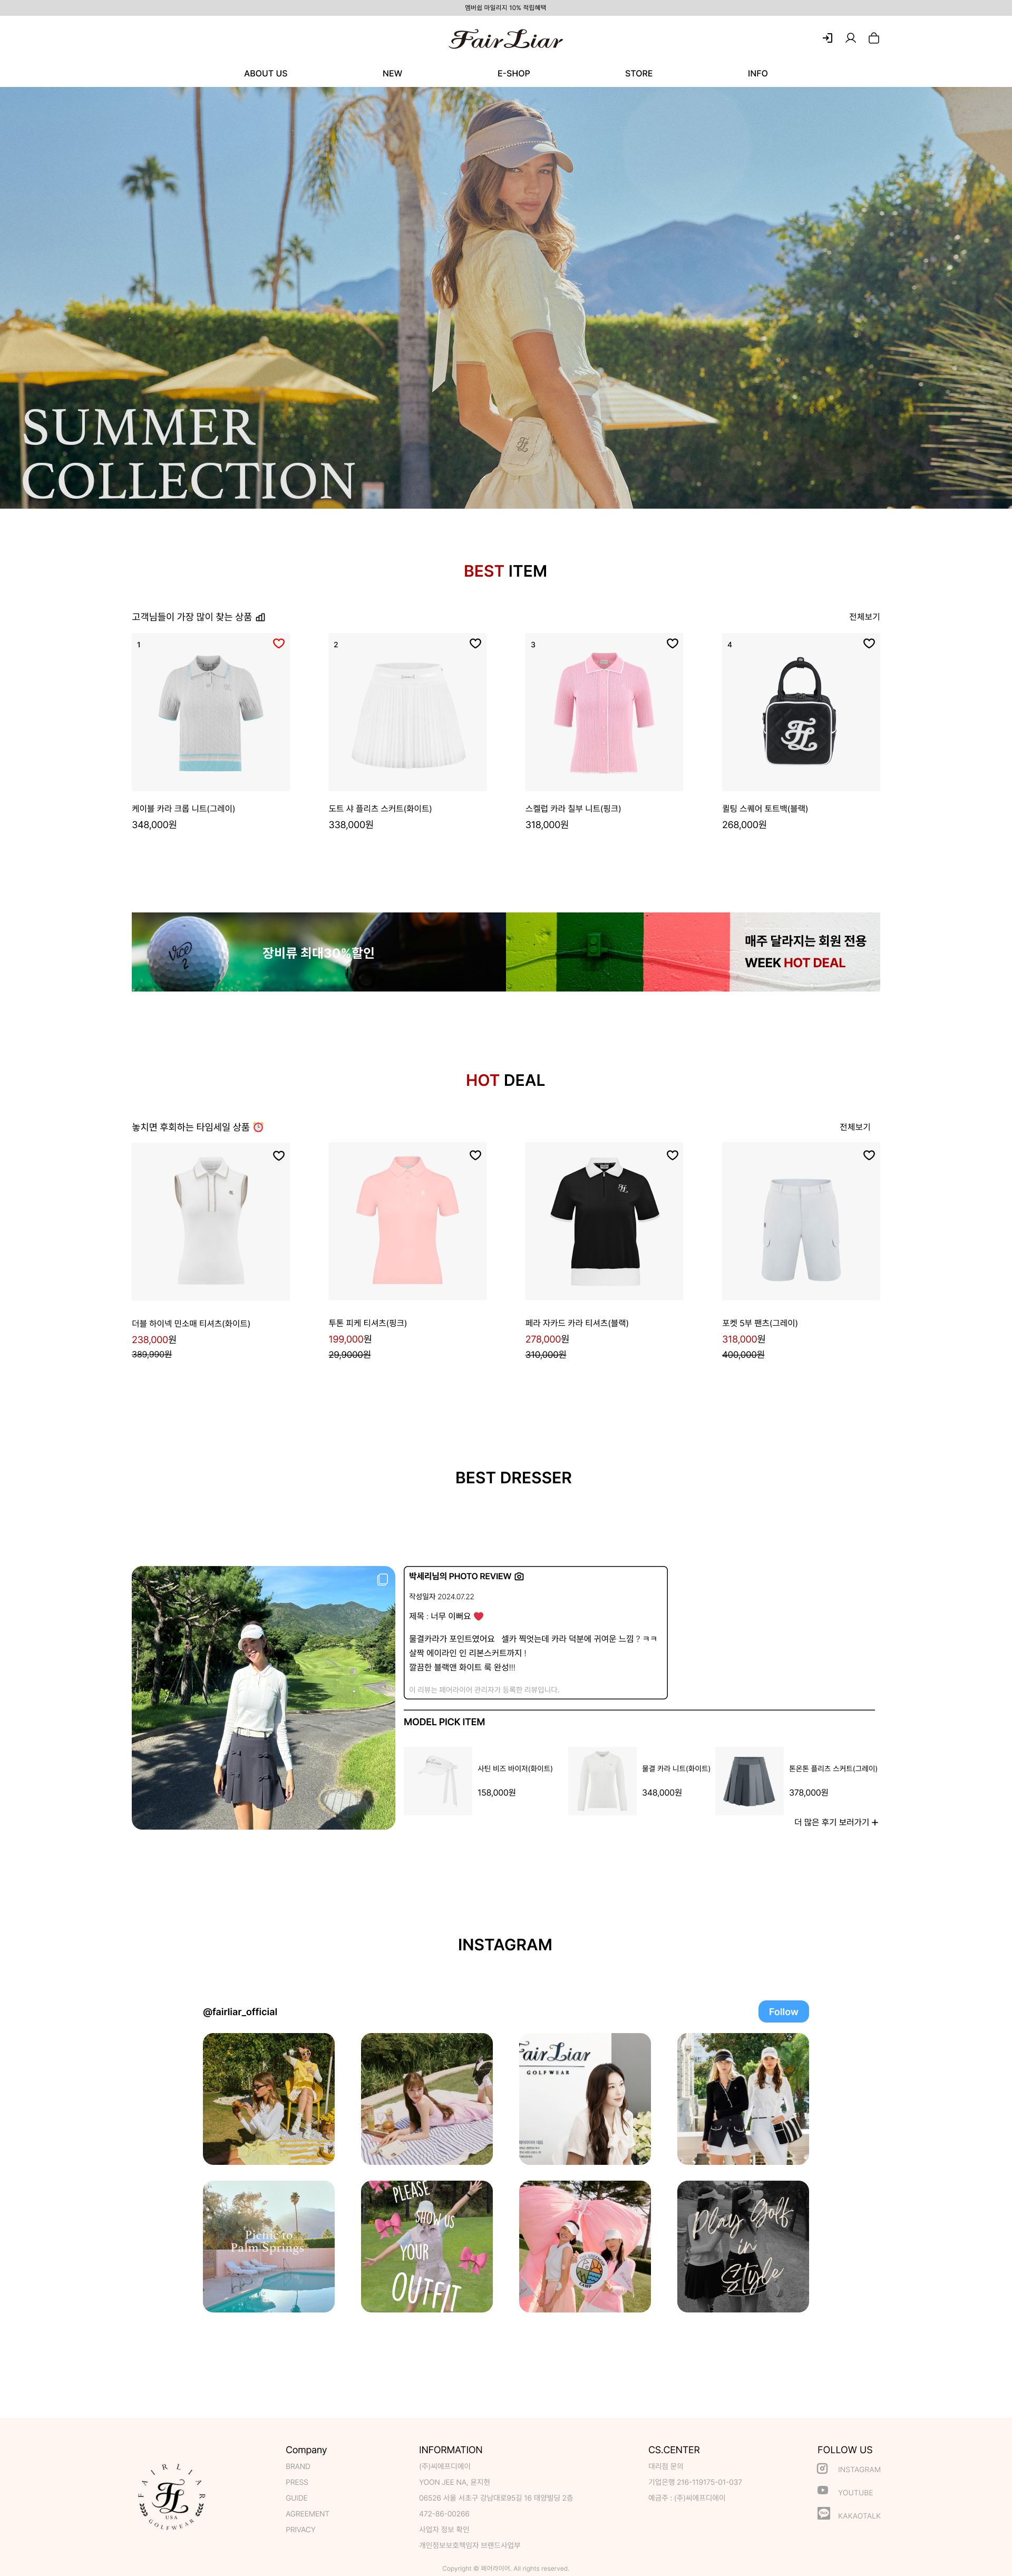 멤버쉽 마일리지 10% 적립혜택
Fair Liar
ABOUT US
NEW
E-SHOP
STORE
INFO
SUMMER
COLLECTION
BEST ITEM
고객님들이 가장 많이 찾는 상품
전체보기
1
2
3
4
케이블 카라 크롭 니트(그레이)
348,000원
도트 샤 플리츠 스커트(화이트)
338,000원
스켈럽 카라 칠부 니트(핑크)
318,000원
퀼팅 스퀘어 토트백(블랙)
268,000원
Vice
2
장비류 최대30%할인
매주 달라지는 회원 전용
WEEK HOT DEAL
HOT DEAL
놓치면 후회하는 타임세일 상품
전체보기
더블 하이넥 민소매 티셔츠(화이트)
238,000원
389,990원
투톤 피케 티셔츠(핑크)
199,000원
29,9000원
페라 자카드 카라 티셔츠(블랙)
278,000원
310,000원
포켓 5부 팬츠(그레이)
318,000원
400,000원
BEST DRESSER
박세리님의 PHOTO REVIEW
작성일자 2024.07.22
제목 : 너무 이뻐요 ❤️
물결카라가 포인트였어요 셀카 찍엇는데 카라 덕분에 귀여운 느낌 ? ㅋㅋ
살짝 에이라인 인 리본스커트까지 !
깔끔한 블랙앤 화이트 룩 완성!!!
이 리뷰는 페어라이어 관리자가 등록한 리뷰입니다.
MODEL PICK ITEM
사틴 비즈 바이저(화이트)
158,000원
물결 카라 니트(화이트)
348,000원
톤온톤 플리츠 스커트(그레이)
378,000원
더 많은 후기 보러가기 +
INSTAGRAM
@fairliar_official
Follow
Fair Liar
GOLFWEAR
Picnic to
Palm Springs
PLEASE
SHOW US
YOUR
OUTFIT
Play Golf
in
Style
FAIRLIAR
FL
USA
GOLFWEAR
Company
BRAND
PRESS
GUIDE
AGREEMENT
PRIVACY
INFORMATION
(주)씨에프디에이
YOON JEE NA, 윤지현
06526 서울 서초구 강남대로95길 16 태양빌딩 2층
472-86-00266
사업자 정보 확인
개인정보보호책임자 브랜드사업부
CS.CENTER
대리점 문의
기업은행 216-119175-01-037
예금주 : (주)씨에프디에이
FOLLOW US
INSTAGRAM
YOUTUBE
KAKAOTALK
Copyright © 페어라이어. All rights reserved.